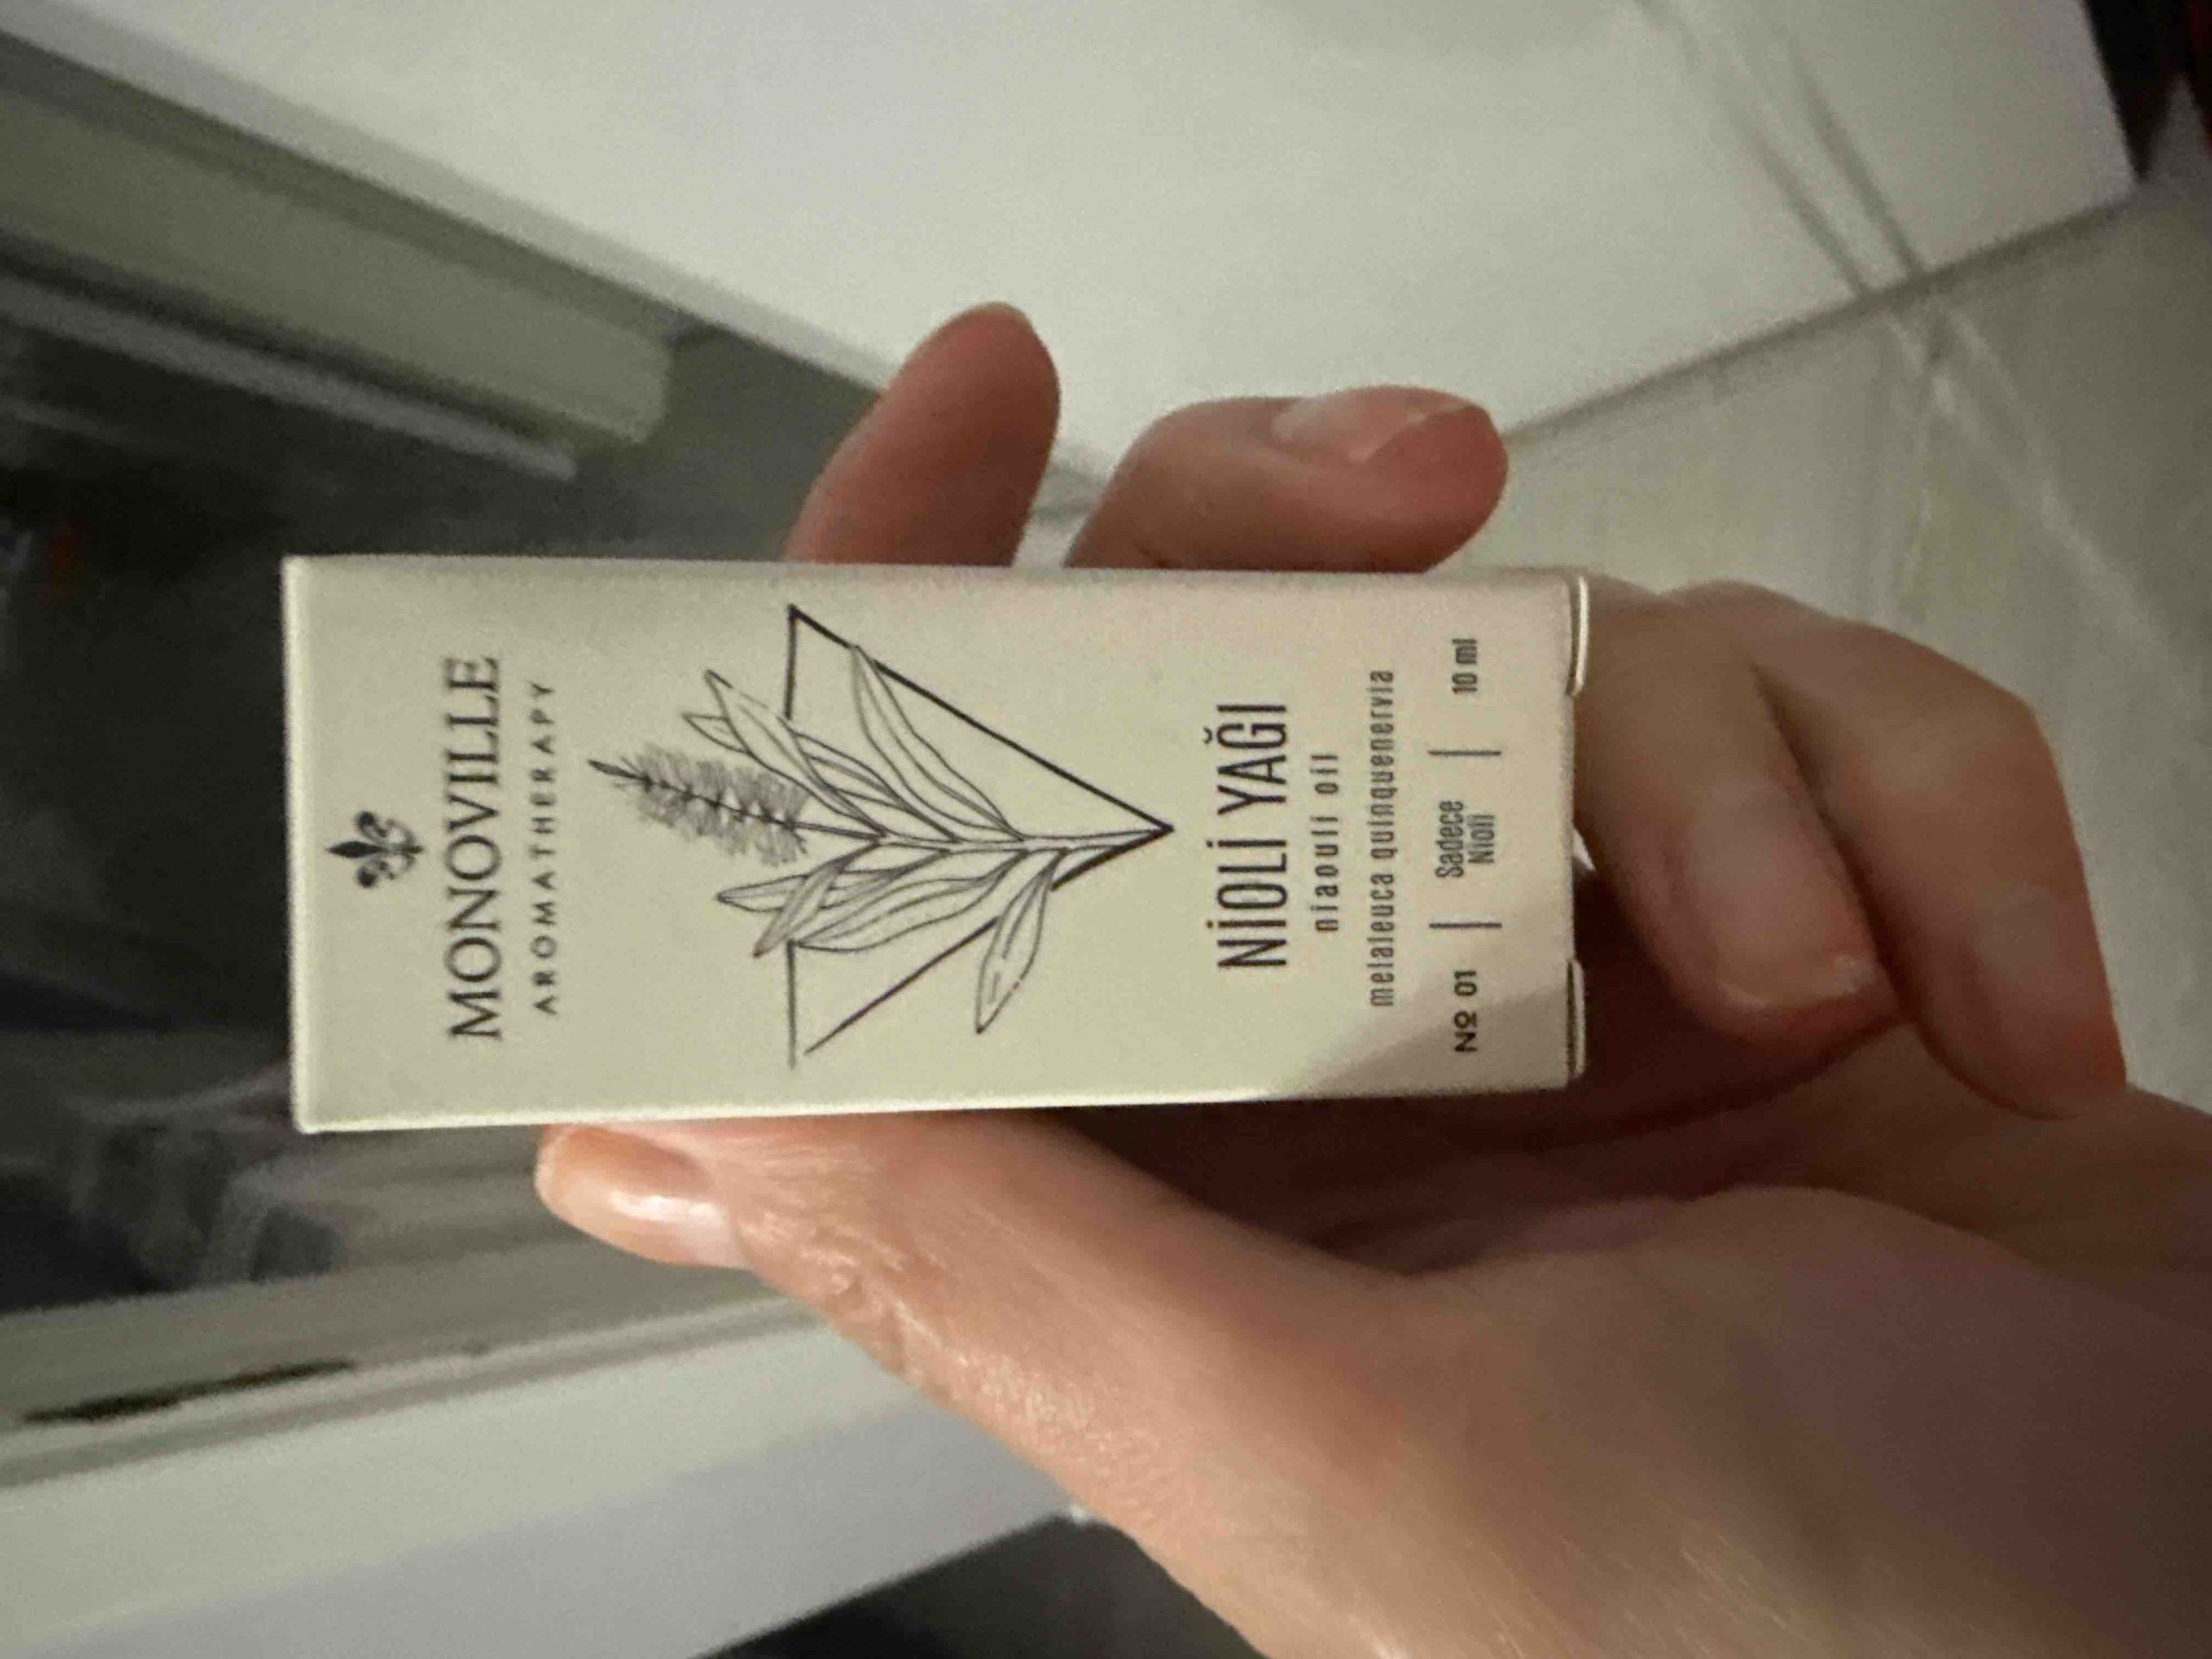 MONOVILLE
AROMATHERAPY
NİOLİ YAĞI
niaouli oil
melaleuca quinquenervia
№ 01 | Sadece Nioli | 10 ml